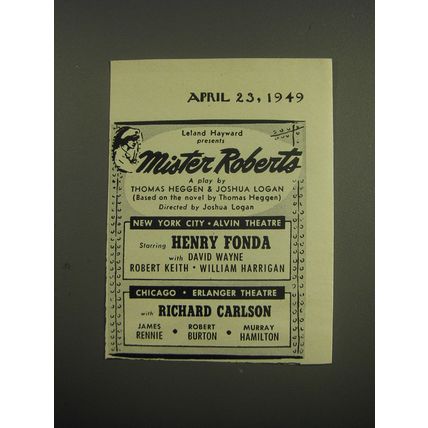 APRIL 23, 1949
Leland Hayward
presents
Mister Roberts
A play by
THOMAS HEGGEN & JOSHUA LOGAN
(Based on the novel by Thomas Heggen)
Directed by Joshua Logan
NEW YORK CITY • ALVIN THEATRE
Starring HENRY FONDA
with DAVID WAYNE
ROBERT KEITH • WILLIAM HARRIGAN
CHICAGO • ERLANGER THEATRE
with RICHARD CARLSON
JAMES RENNIE • ROBERT BURTON • MURRAY HAMILTON